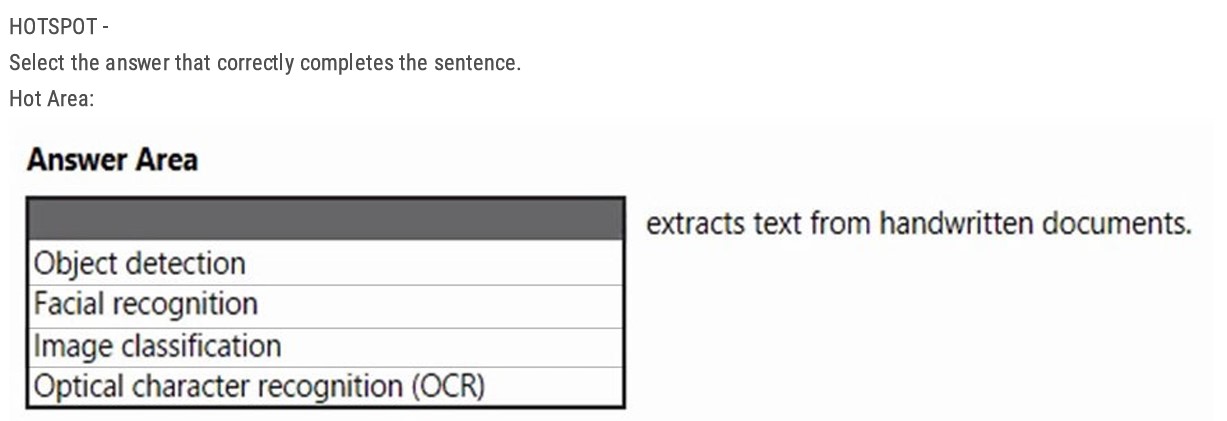 HOTSPOT -
Select the answer that correctly completes the sentence.
Hot Area:
Answer Area
extracts text from handwritten documents.
Object detection
Facial recognition
Image classification
Optical character recognition (OCR)